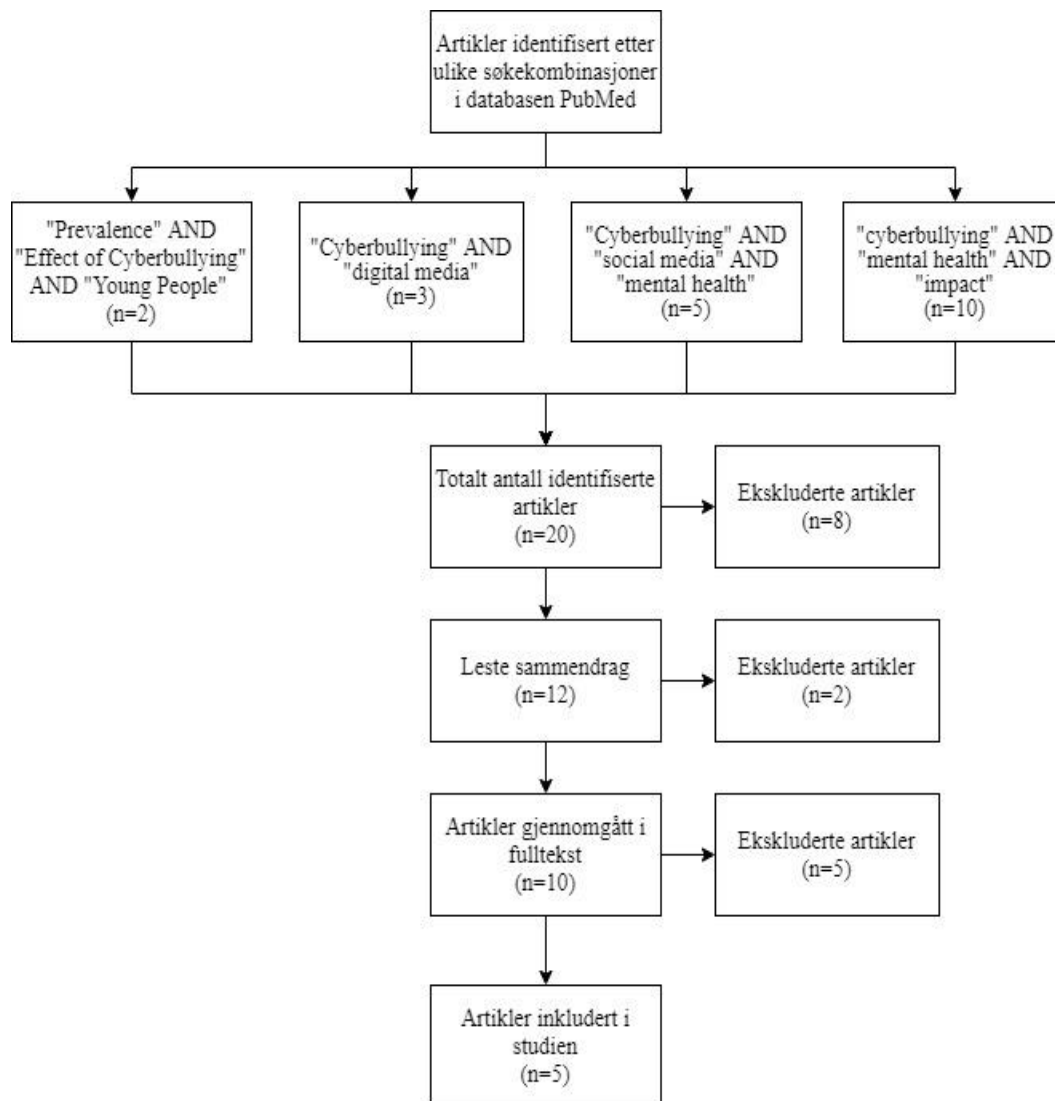 Artikler identifisert etter
ulike søkekombinasjoner
i databasen PubMed
"Prevalence" AND
"Effect of Cyberbullying"
AND "Young People"
(n=2)
"Cyberbullying" AND
"digital media"
(n=3)
"Cyberbullying" AND
"social media" AND
"mental health"
(n=5)
"cyberbullying" AND
"mental health" AND
"impact"
(n=10)
Totalt antall identifiserte
artikler
(n=20)
Ekskluderte artikler
(n=8)
Leste sammendrag
(n=12)
Ekskluderte artikler
(n=2)
Artikler gjennomgått i
fulltekst
(n=10)
Ekskluderte artikler
(n=5)
Artikler inkludert i
studien
(n=5)